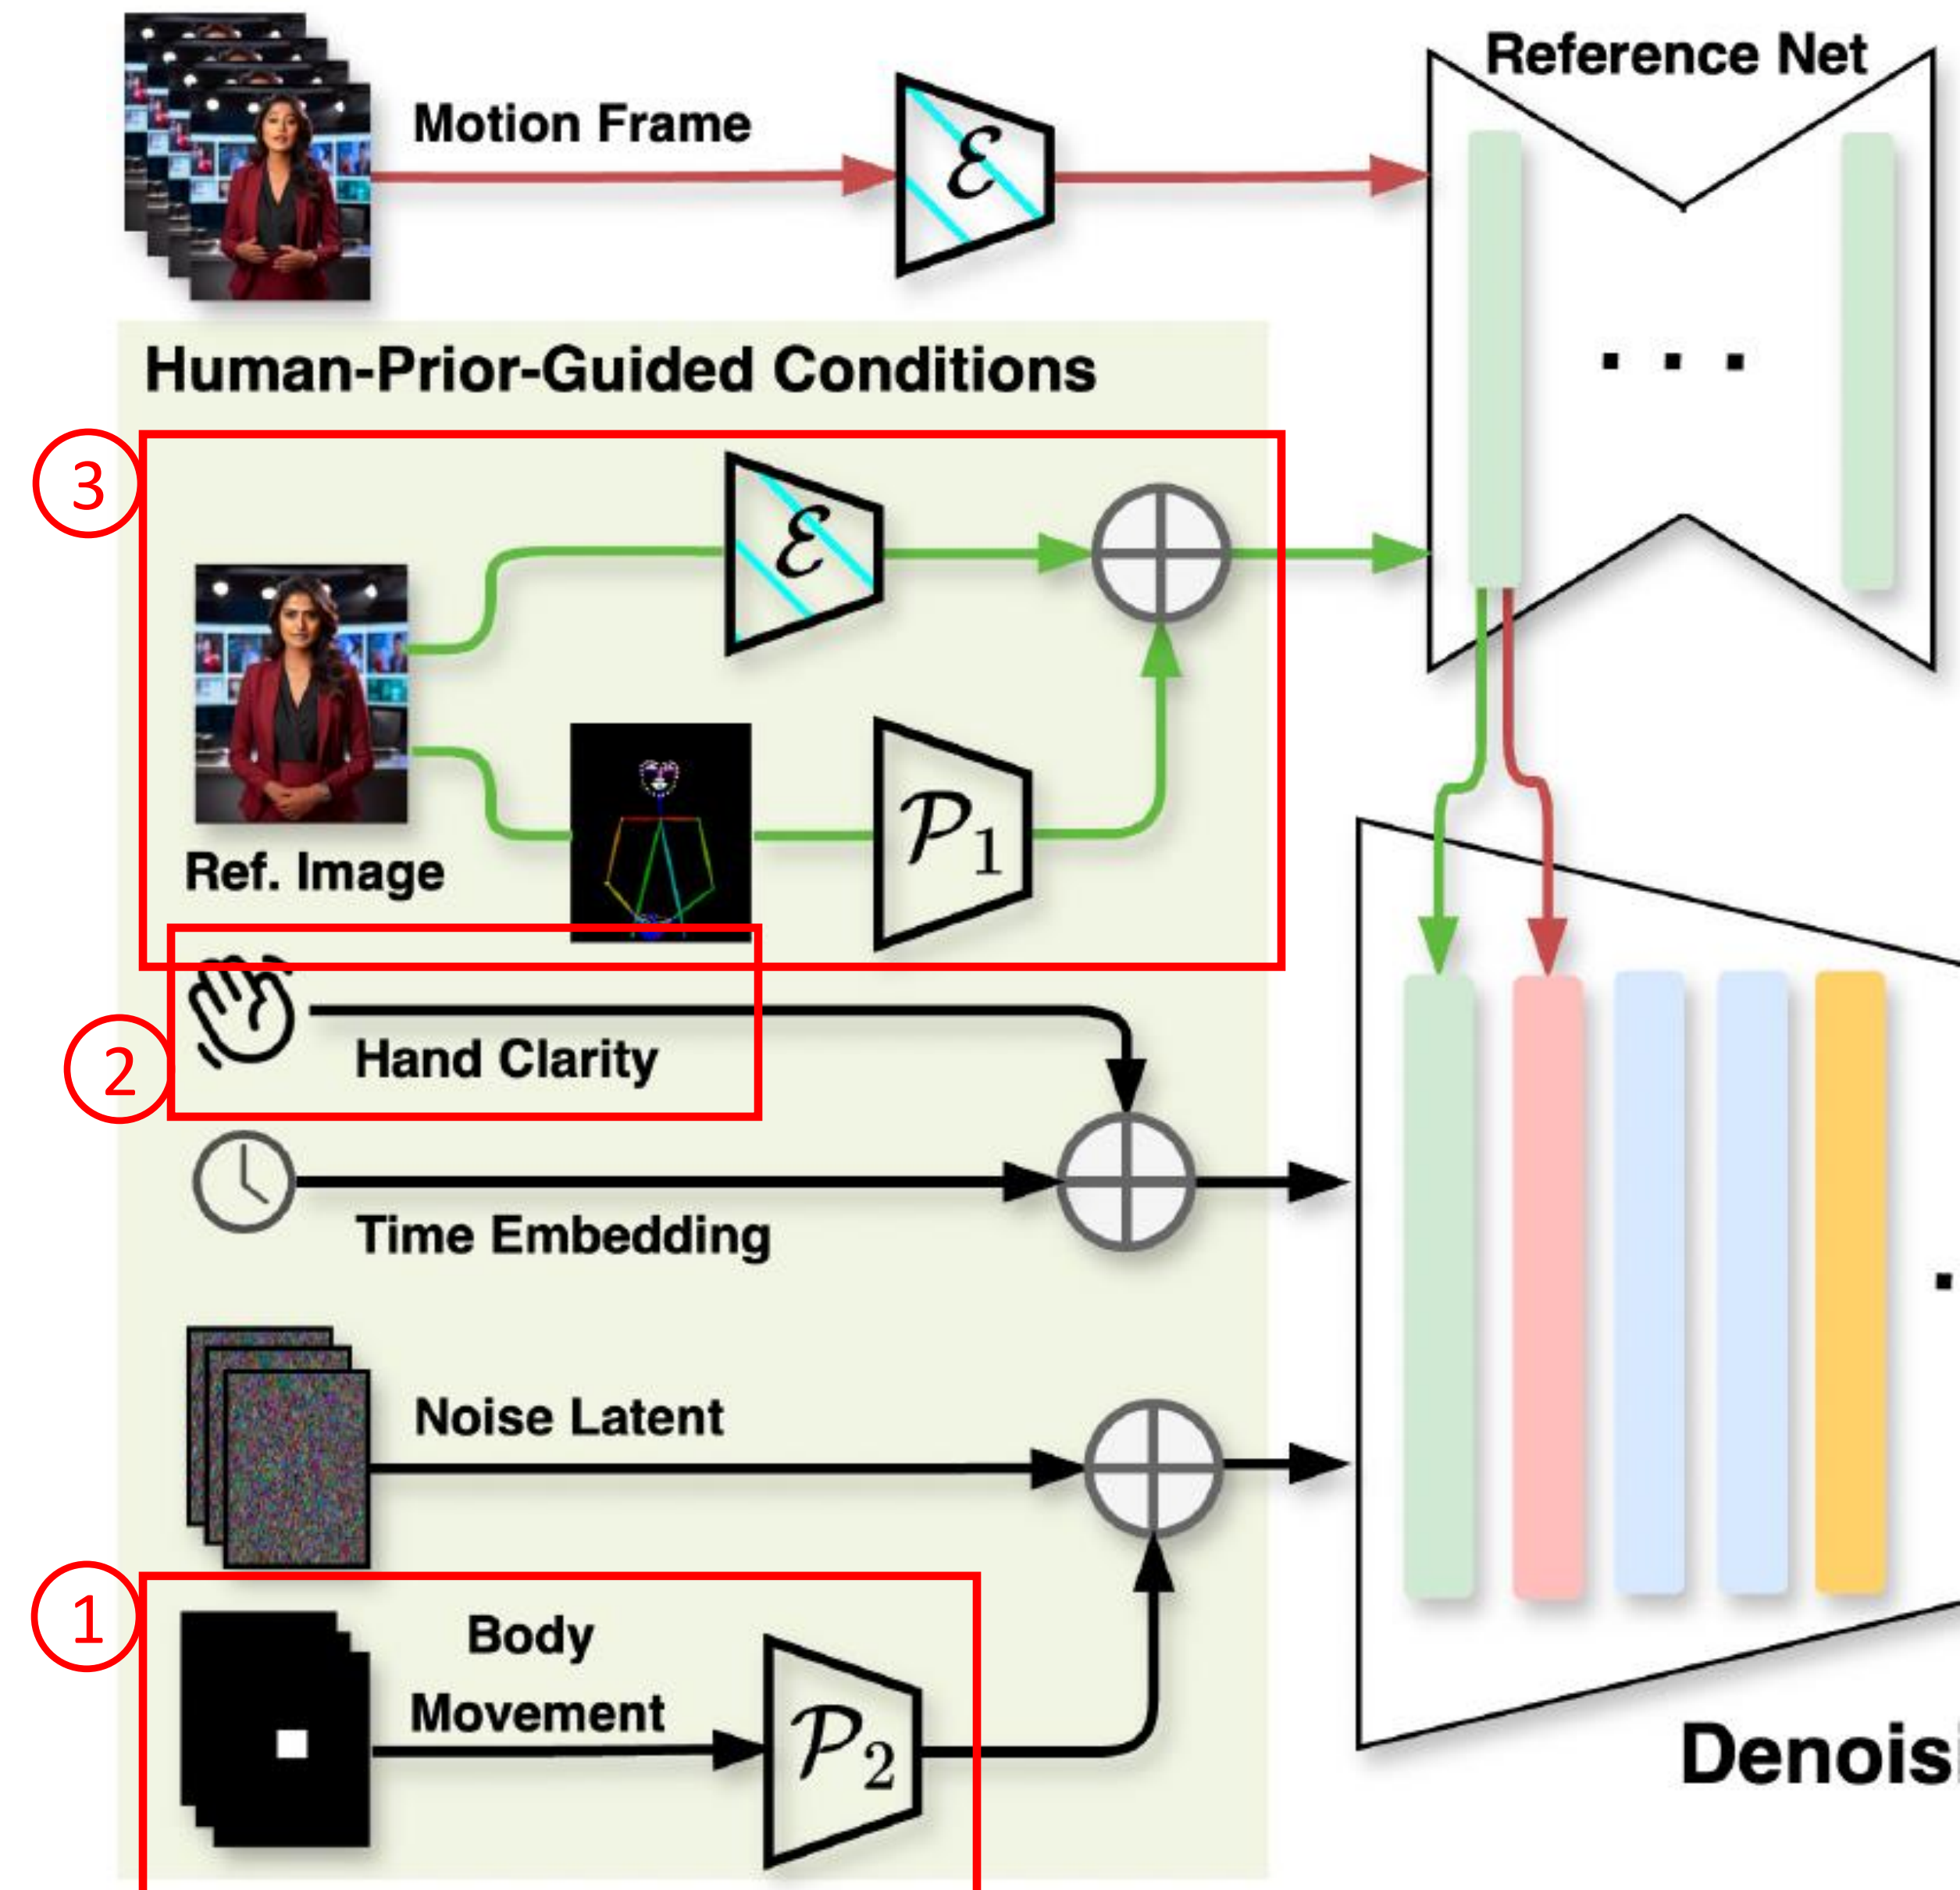 Reference Net
Motion Frame
ℰ
Human-Prior-Guided Conditions
3
ℰ
𝒫1
Ref. Image
2
Hand Clarity
Time Embedding
Noise Latent
1
Body
Movement
𝒫2
Denoisi